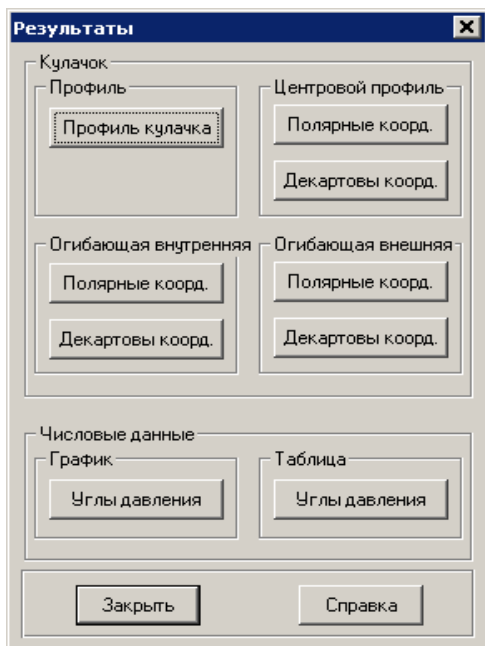 Результаты
Кулачок
Профиль
Профиль кулачка
Центровой профиль
Полярные коорд.
Декартовы коорд.
Огибающая внутренняя
Полярные коорд.
Декартовы коорд.
Огибающая внешняя
Полярные коорд.
Декартовы коорд.
Числовые данные
График
Углы давления
Таблица
Углы давления
Закрыть
Справка